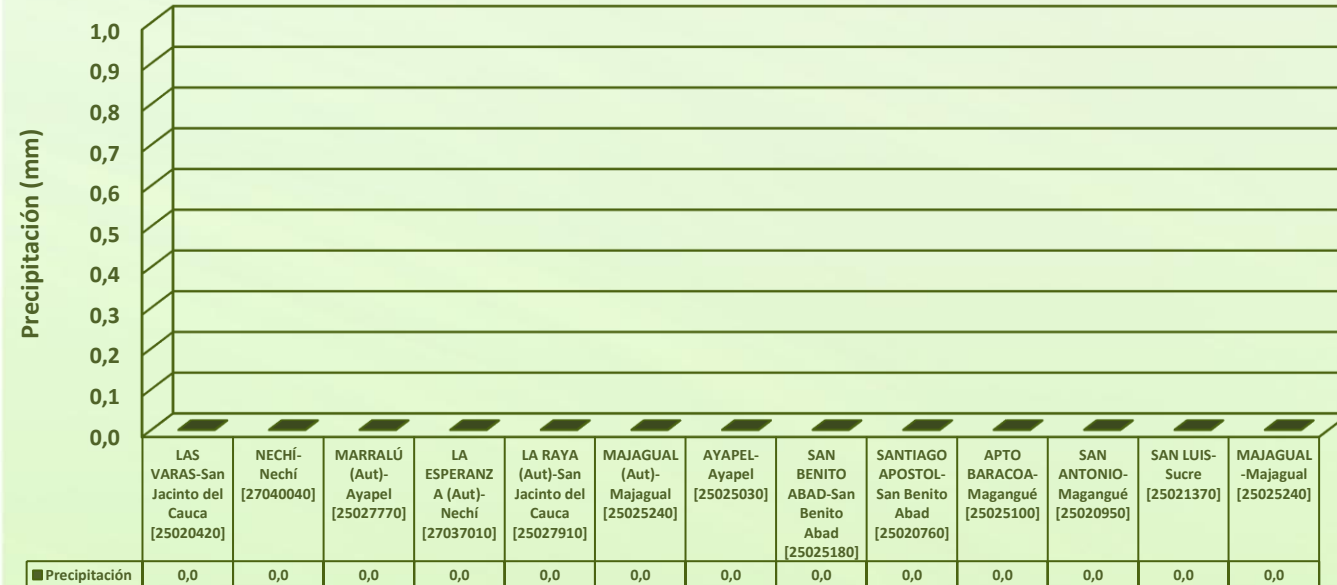 Precipitación (mm)
1,0
0,9
0,8
0,7
0,6
0,5
0,4
0,3
0,2
0,1
0,0
LAS
VARAS-San
Jacinto del
Cauca
[25020420]
NECHÍ-
Nechí
[27040040]
MARRALÚ
(Aut)-
Ayapel
[25027770]
LA
ESPERANZ
A (Aut)-
Nechí
[27037010]
LA RAYA
(Aut)-San
Jacinto del
Cauca
[25027910]
MAJAGUAL
(Aut)-
Majagual
[25025240]
AYAPEL-
Ayapel
[25025030]
SAN
BENITO
ABAD-San
Benito
Abad
[25025180]
SANTIAGO
APOSTOL-
San Benito
Abad
[25020760]
APTO
BARACOA-
Magangué
[25025100]
SAN
ANTONIO-
Magangué
[25020950]
SAN LUIS-
Sucre
[25021370]
MAJAGUAL
-Majagual
[25025240]
Precipitación 0,0 0,0 0,0 0,0 0,0 0,0 0,0 0,0 0,0 0,0 0,0 0,0 0,0